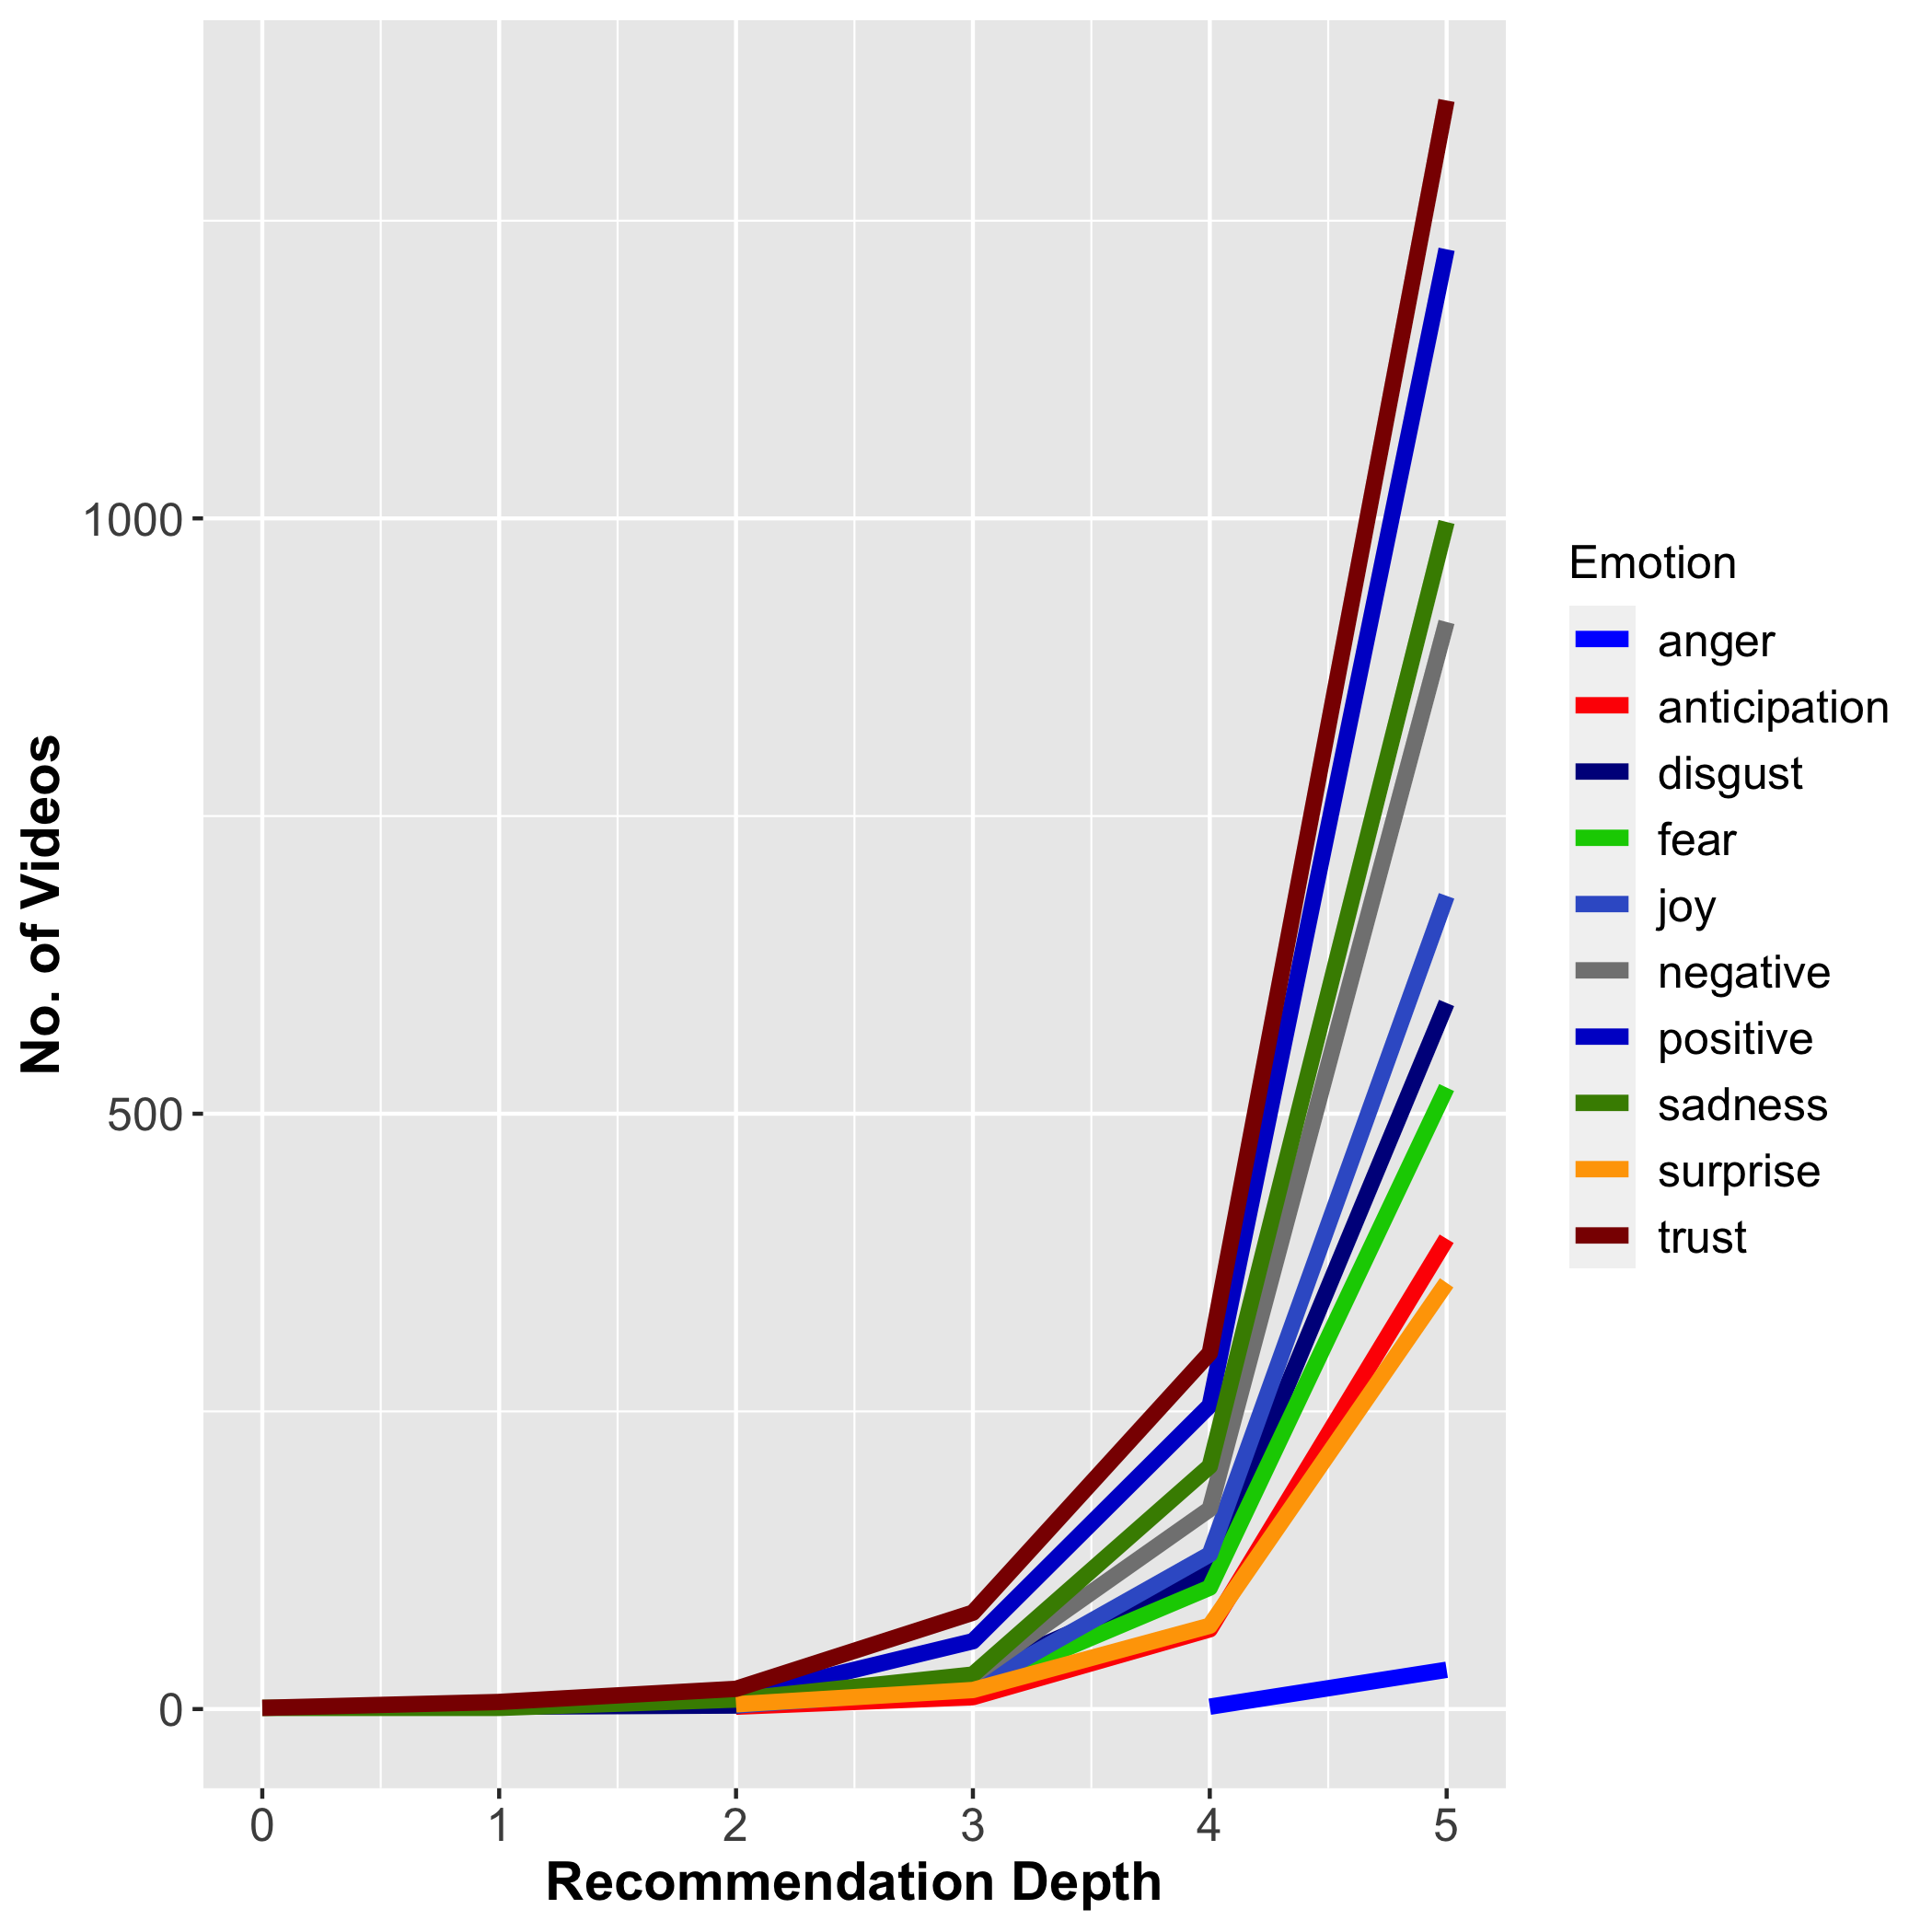 No. of Videos
1000
500
0
0 1 2 3 4 5
Recommendation Depth
Emotion
anger
anticipation
disgust
fear
joy
negative
positive
sadness
surprise
trust